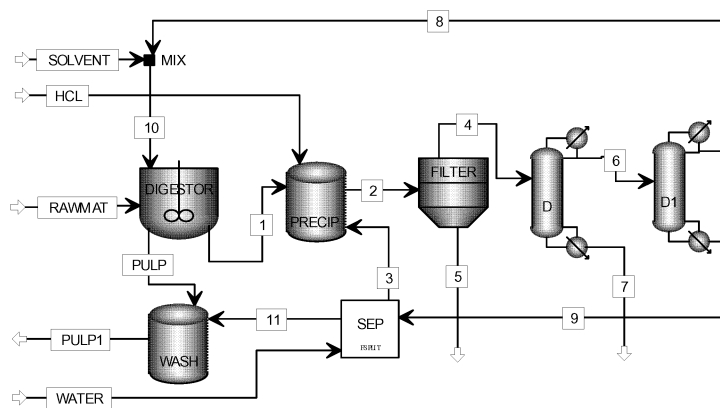 8
SOLVENT
MIX
HCL
10
4
FILTER
6
DIGESTOR
2
D
D1
RAWMAT
1
PRECIP
PULP
3
5
7
11
SEP
FSPLIT
9
PULP1
WASH
WATER